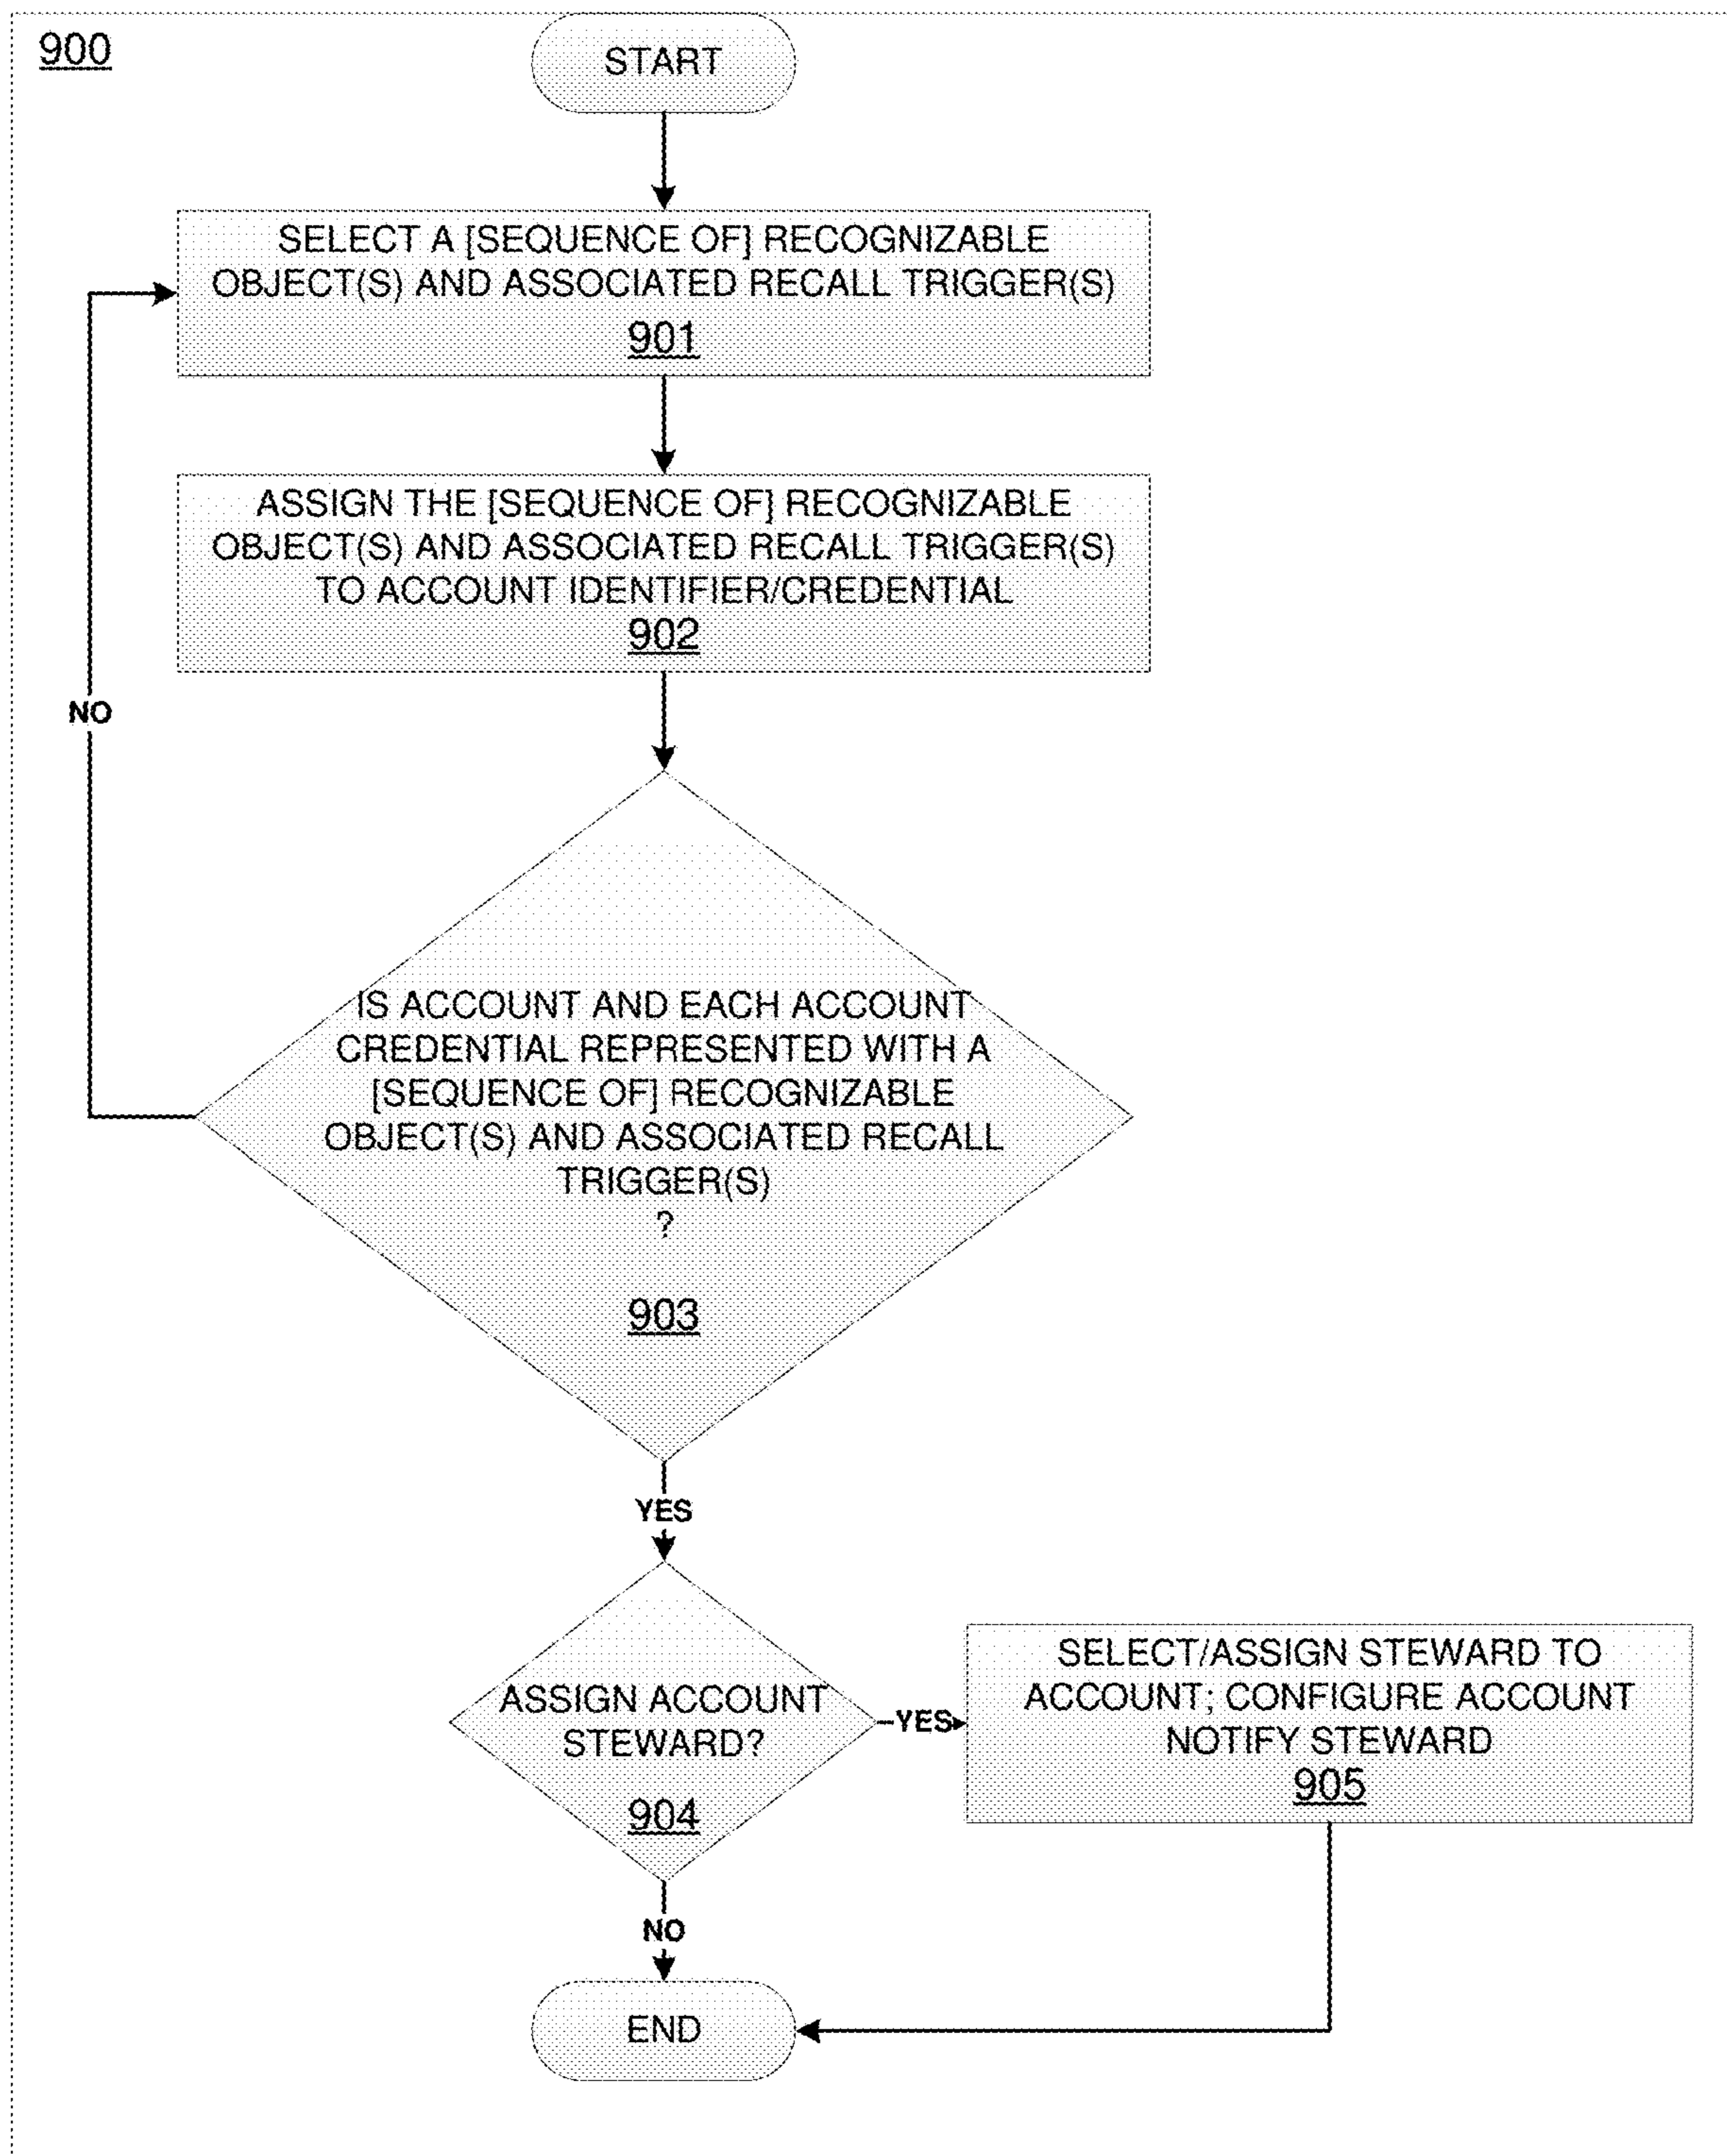 900
START
SELECT A [SEQUENCE OF] RECOGNIZABLE
OBJECT(S) AND ASSOCIATED RECALL TRIGGER(S)
901
ASSIGN THE [SEQUENCE OF] RECOGNIZABLE
OBJECT(S) AND ASSOCIATED RECALL TRIGGER(S)
TO ACCOUNT IDENTIFIER/CREDENTIAL
902
NO
IS ACCOUNT AND EACH ACCOUNT
CREDENTIAL REPRESENTED WITH A
[SEQUENCE OF] RECOGNIZABLE
OBJECT(S) AND ASSOCIATED RECALL
TRIGGER(S)
?
903
YES
ASSIGN ACCOUNT
STEWARD?
904
YES
SELECT/ASSIGN STEWARD TO
ACCOUNT; CONFIGURE ACCOUNT
NOTIFY STEWARD
905
NO
END